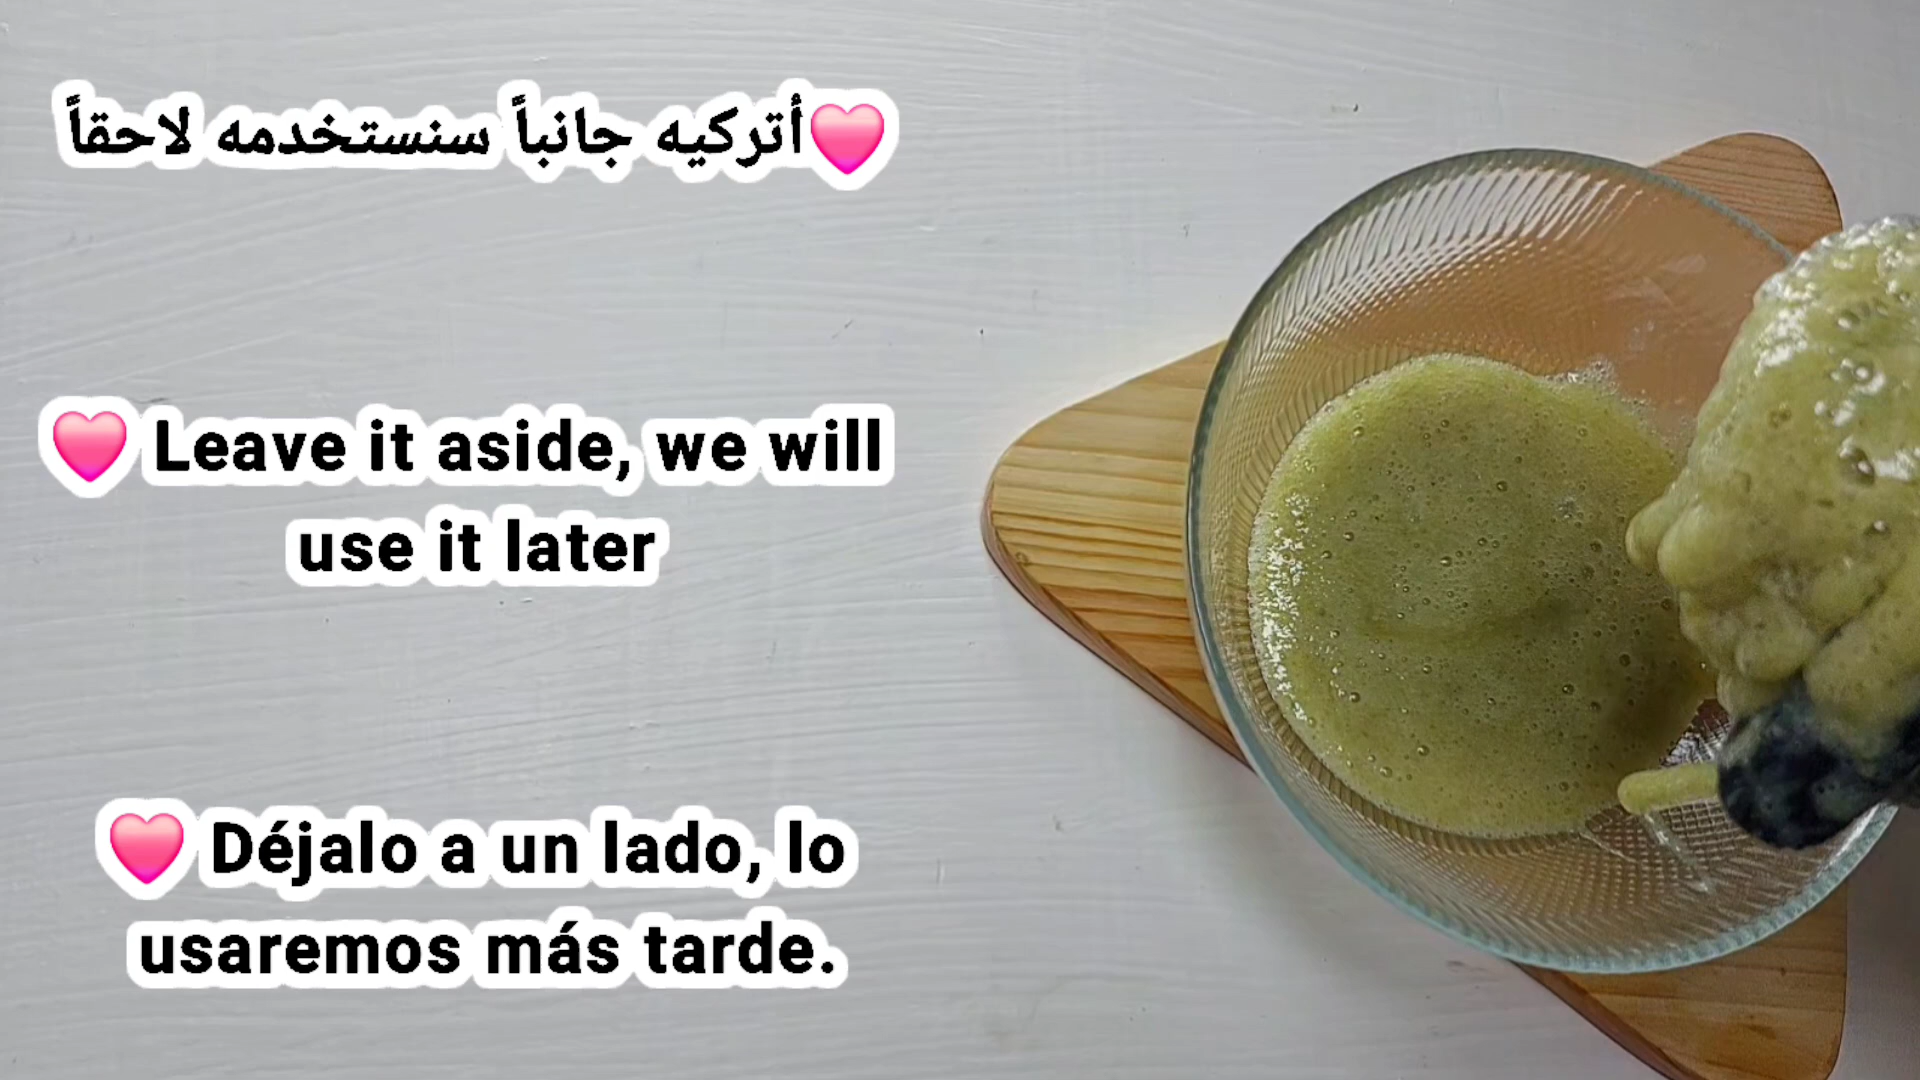 🩷أتركيه جانباً سنستخدمه لاحقاً
🩷 Leave it aside, we will
use it later
🩷 Déjalo a un lado, lo
usaremos más tarde.